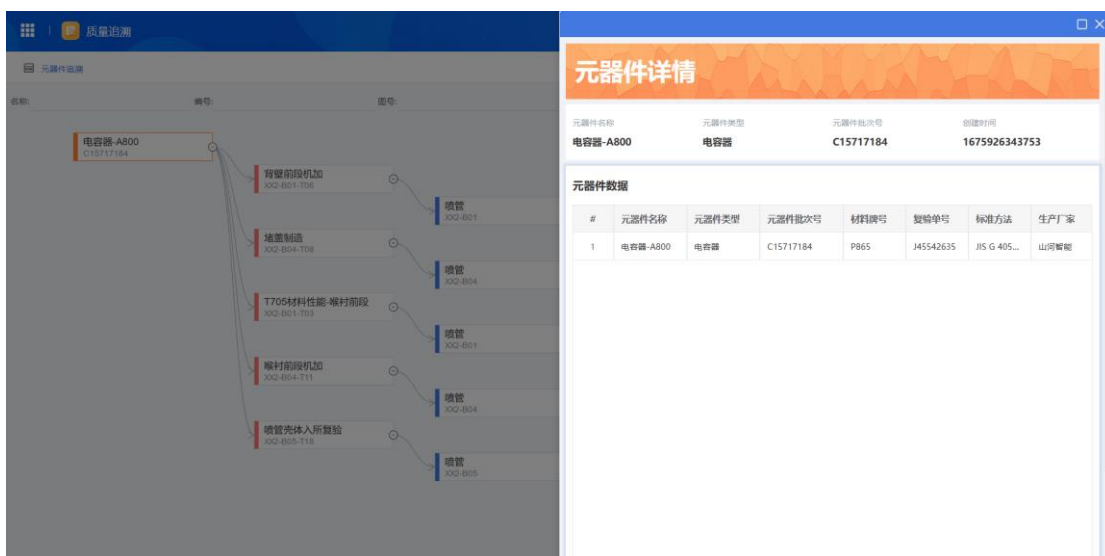 质量追溯
元器件追溯
名称: 编号: 图号:
电容器-A800
C15717184
背壁前段机加
XX2-B01-T06
喷管
XX2-B01
堵盖制造
XX2-B04-T08
喷管
XX2-B04
T705材料性能-喉衬前段
XX2-B01-T03
喷管
XX2-B01
喉衬前段机加
XX2-B04-T11
喷管
XX2-B04
喷管壳体入所复验
XX2-B05-T18
喷管
XX2-B05
元器件详情
元器件名称 元器件类型 元器件批次号 创建时间
电容器-A800 电容器 C15717184 1675926343753
元器件数据
# 元器件名称 元器件类型 元器件批次号 材料牌号 复验单号 标准方法 生产厂家
1 电容器-A800 电容器 C15717184 P865 J45542635 JIS G 405... 山河智能